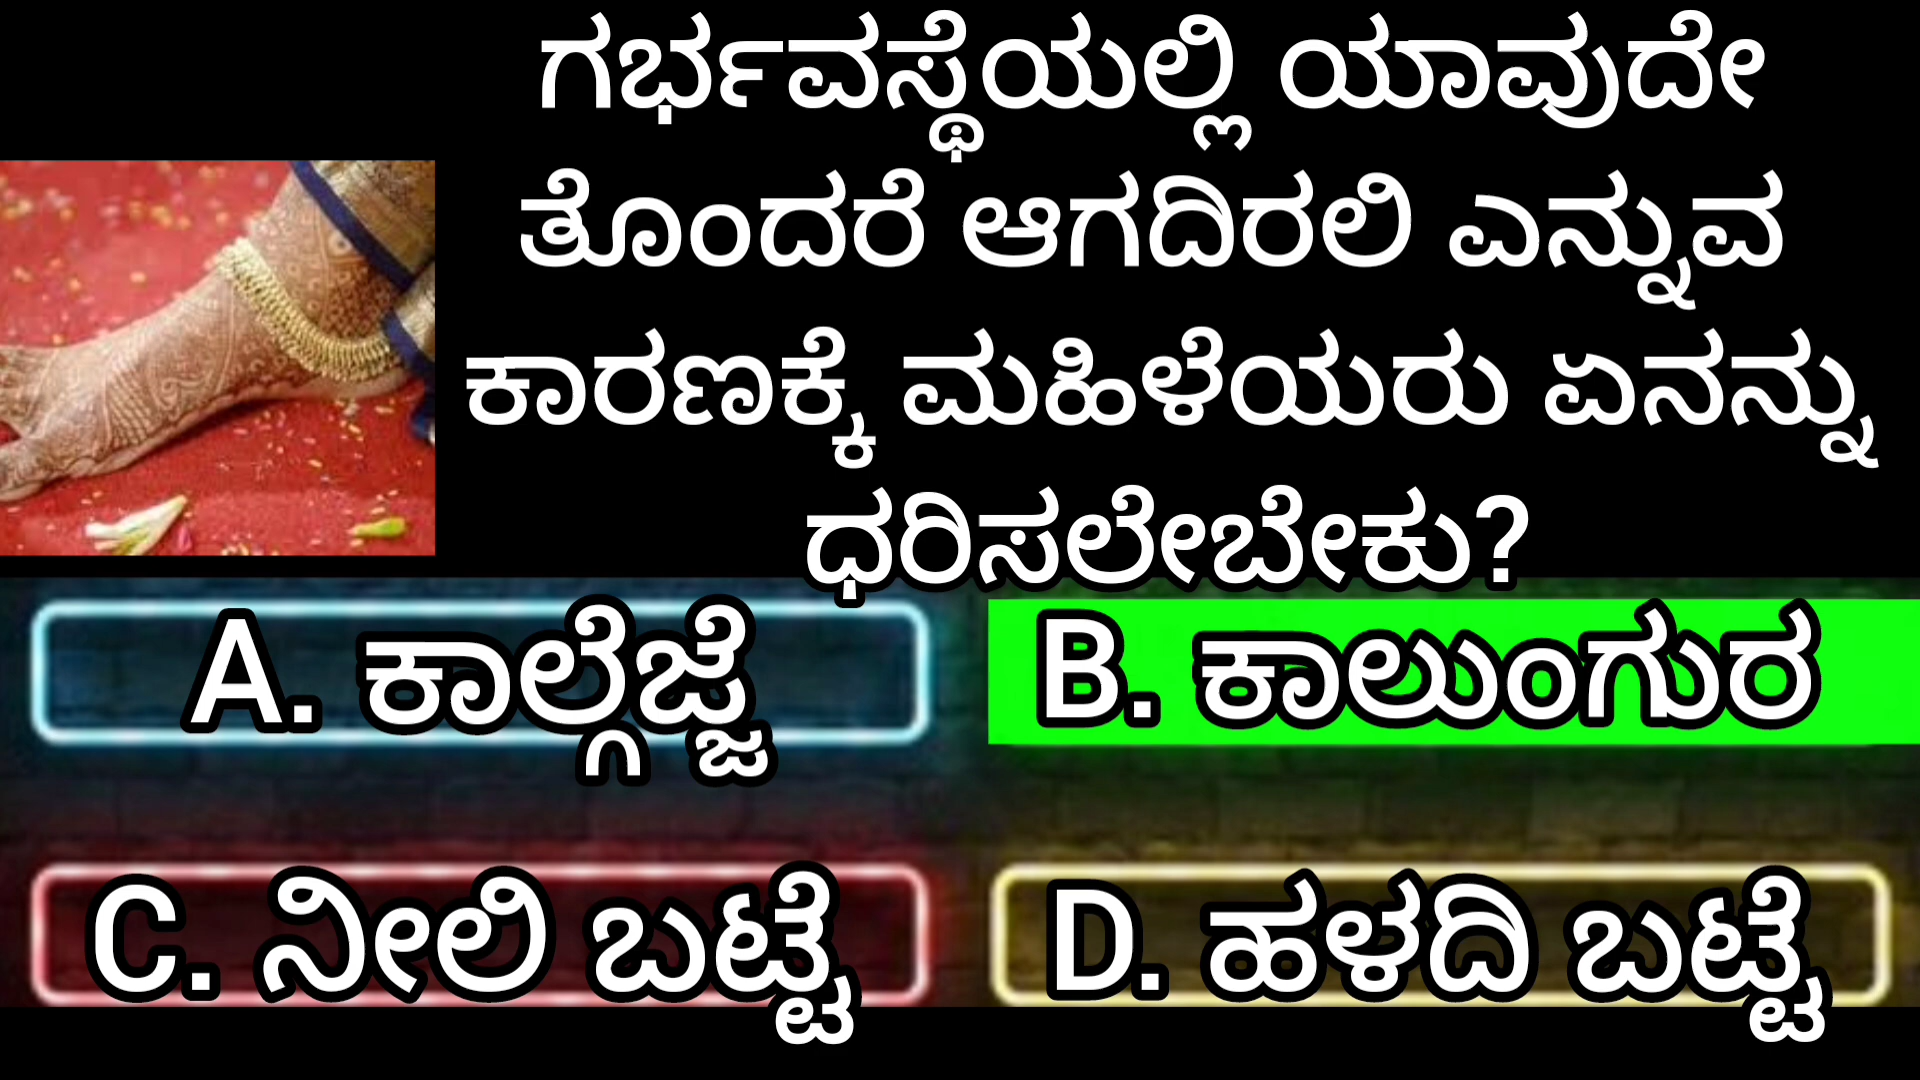 ಗರ್ಭವಸ್ಥೆಯಲ್ಲಿ ಯಾವುದೇ
ತೊಂದರೆ ಆಗದಿರಲಿ ಎನ್ನುವ
ಕಾರಣಕ್ಕೆ ಮಹಿಳೆಯರು ಏನನ್ನು
ಧರಿಸಲೇಬೇಕು?
A. ಕಾಲ್ಗೆಜ್ಜೆ
B. ಕಾಲುಂಗುರ
C. ನೀಲಿ ಬಟ್ಟೆ
D. ಹಳದಿ ಬಟ್ಟೆ